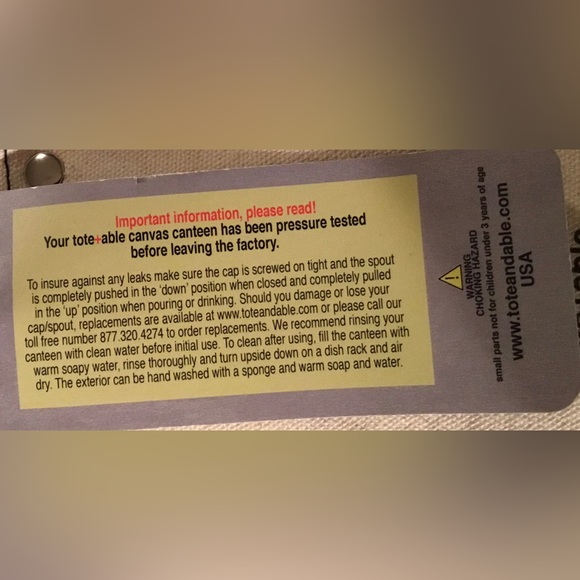 Important information, please read!
Your tote+able canvas canteen has been pressure tested
before leaving the factory.
To insure against any leaks make sure the cap is screwed on tight and the spout
is completely pushed in the 'down' position when closed and completely pulled
in the 'up' position when pouring or drinking. Should you damage or lose your
cap/spout, replacements are available at www.toteandable.com or please call our
toll free number 877.320.4274 to order replacements. We recommend rinsing your
canteen with clean water before initial use. To clean after using, fill the canteen with
warm soapy water, rinse thoroughly and turn upside down on a dish rack and air
dry. The exterior can be hand washed with a sponge and warm soap and water.
WARNING
CHOKING HAZARD
small parts not for children under 3 years of age
www.toteandable.com
USA